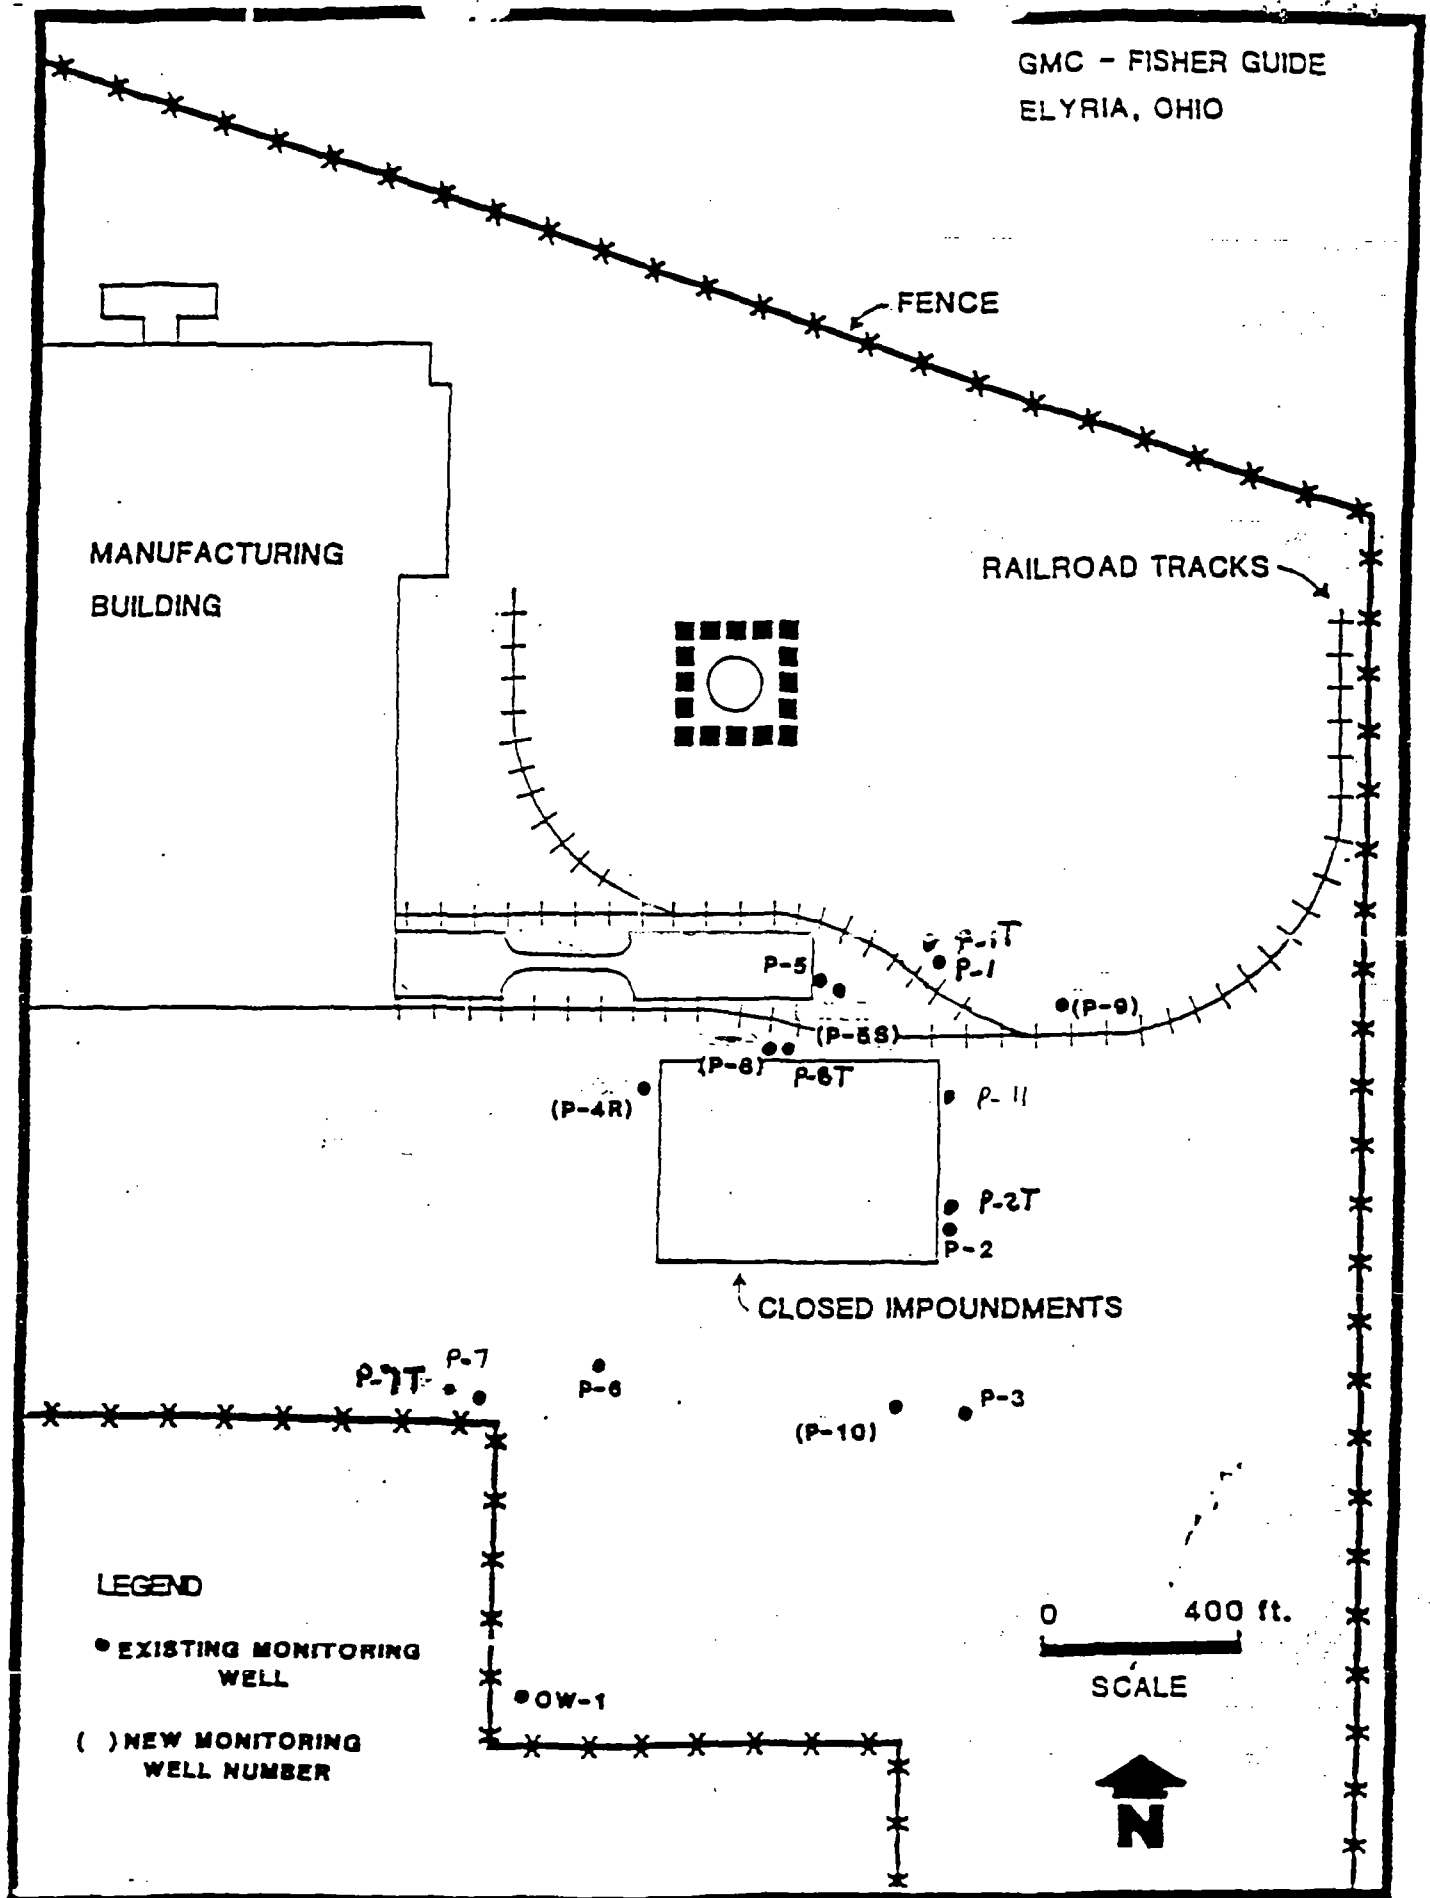 GMC - FISHER GUIDE
ELYRIA, OHIO
FENCE
MANUFACTURING
BUILDING
RAILROAD TRACKS
P-1T
P-1
P-5
(P-9)
(P-5S)
(P-8)
P-8T
(P-4R)
P-11
P-2T
P-2
CLOSED IMPOUNDMENTS
P-7
P-7T
P-6
P-3
(P-10)
LEGEND
EXISTING MONITORING
WELL
( ) NEW MONITORING
WELL NUMBER
OW-1
0 400 ft.
SCALE
N